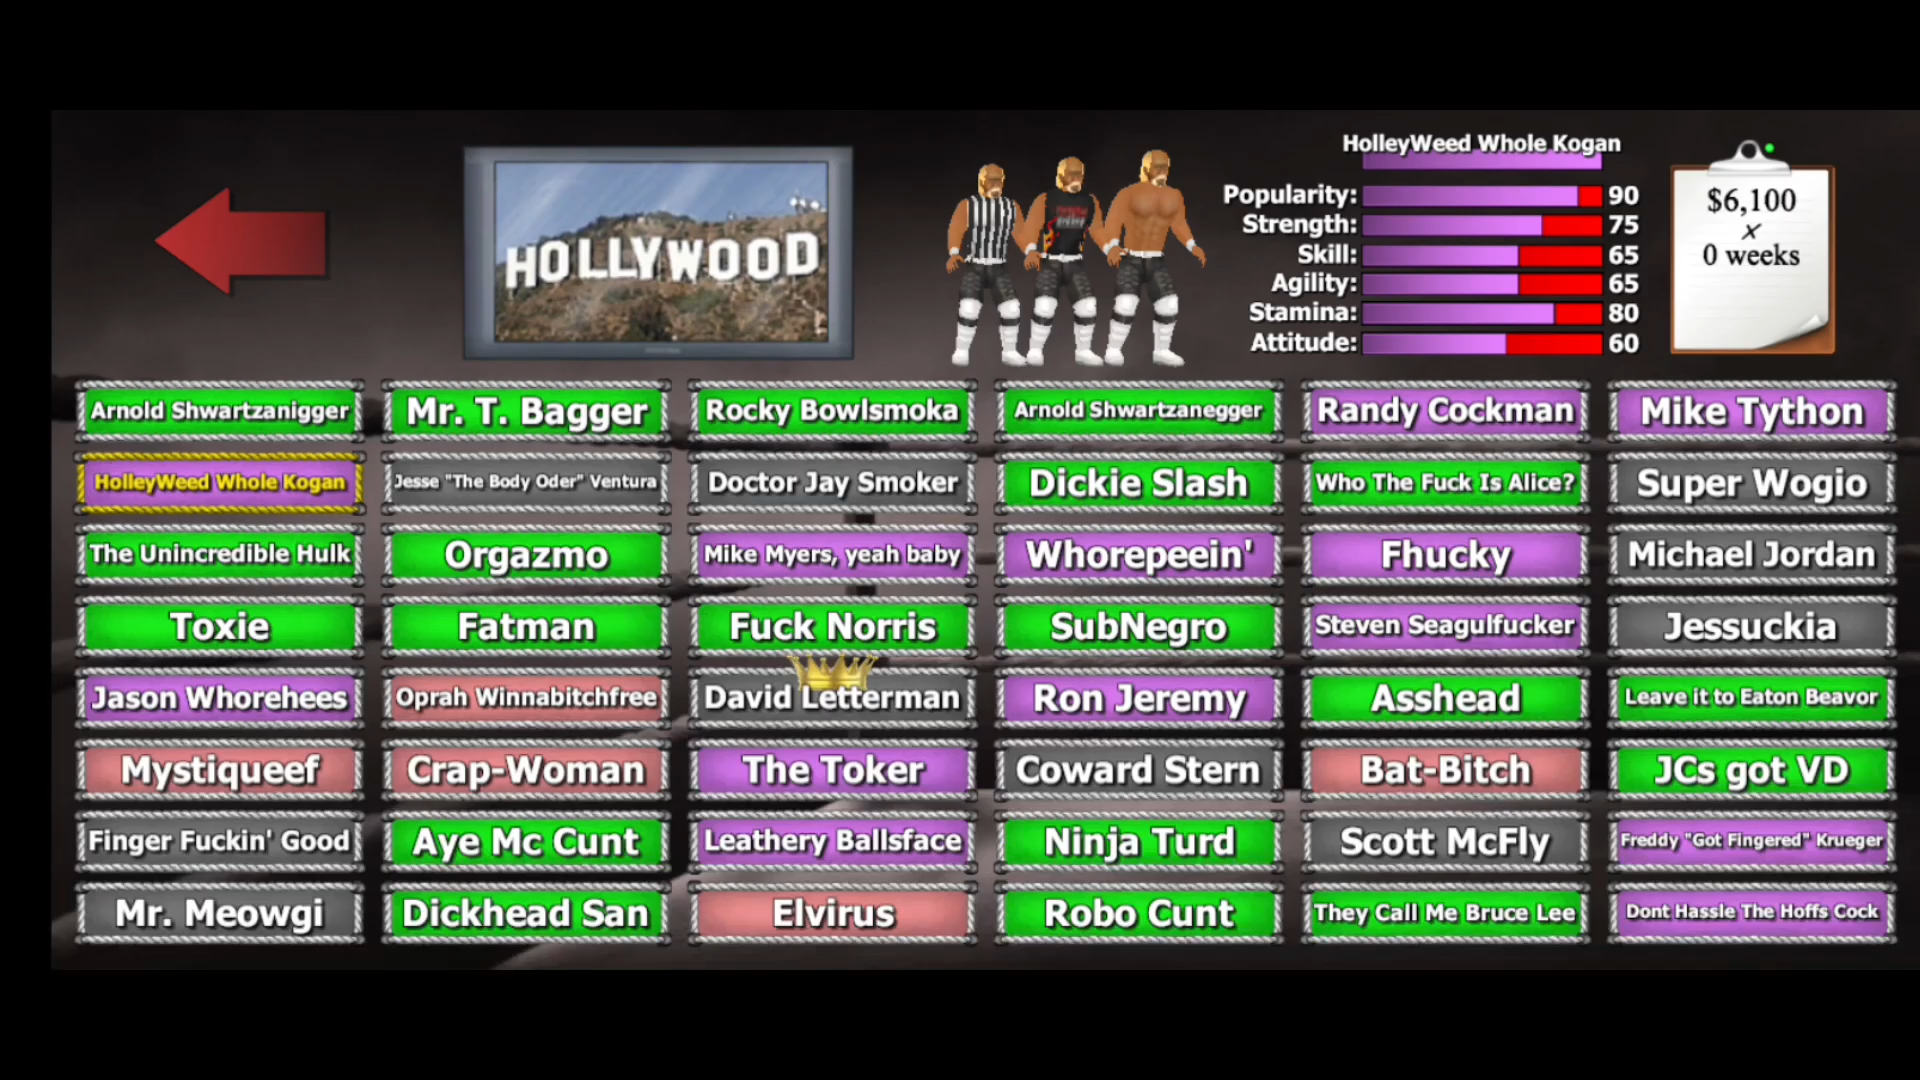 HOLLYWOOD
HolleyWeed Whole Kogan
Popularity: 90
Strength: 75
Skill: 65
Agility: 65
Stamina: 80
Attitude: 60
$6,100
x
0 weeks
Arnold Shwartzanigger Mr. T. Bagger Rocky Bowlsmoka Arnold Shwartzanegger Randy Cockman Mike Tython
HolleyWeed Whole Kogan Jesse "The Body Oder" Ventura Doctor Jay Smoker Dickie Slash Who The Fuck Is Alice? Super Wogio
The Unincredible Hulk Orgazmo Mike Myers, yeah baby Whorepeein' Fhucky Michael Jordan
Toxie Fatman Fuck Norris SubNegro Steven Seagulfucker Jessuckia
Jason Whorehees Oprah Winnabitchfree David Letterman Ron Jeremy Asshead Leave it to Eaton Beavor
Mystiqueef Crap-Woman The Toker Coward Stern Bat-Bitch JCs got VD
Finger Fuckin' Good Aye Mc Cunt Leathery Ballsface Ninja Turd Scott McFly Freddy "Got Fingered" Krueger
Mr. Meowgi Dickhead San Elvirus Robo Cunt They Call Me Bruce Lee Dont Hassle The Hoffs Cock